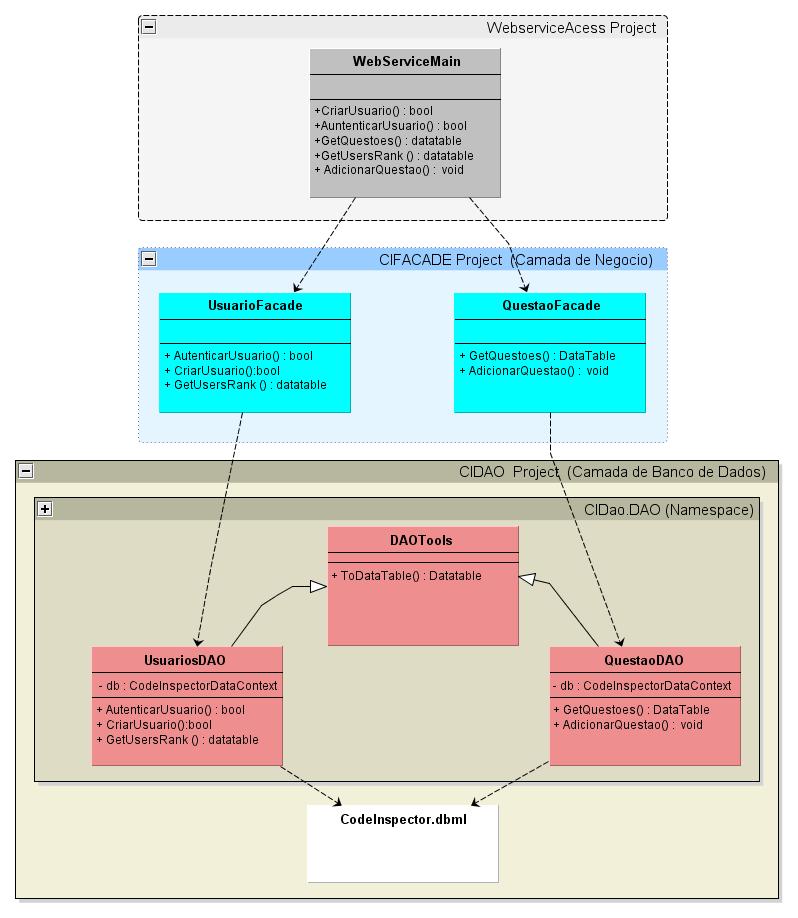 WebserviceAcess Project
WebServiceMain
+CriarUsuario() : bool
+AuntenticarUsuario() : bool
+GetQuestoes() : datatable
+GetUsersRank () : datatable
+ AdicionarQuestao() : void
CIFACADE Project (Camada de Negocio)
UsuarioFacade
+ AutenticarUsuario() : bool
+ CriarUsuario():bool
+ GetUsersRank () : datatable
QuestaoFacade
+ GetQuestoes() : DataTable
+ AdicionarQuestao() : void
CIDAO Project (Camada de Banco de Dados)
CIDao.DAO (Namespace)
DAOTools
+ ToDataTable() : Datatable
UsuariosDAO
- db : CodeInspectorDataContext
+ AutenticarUsuario() : bool
+ CriarUsuario():bool
+ GetUsersRank () : datatable
QuestaoDAO
- db : CodeInspectorDataContext
+ GetQuestoes() : DataTable
+ AdicionarQuestao() : void
CodeInspector.dbml